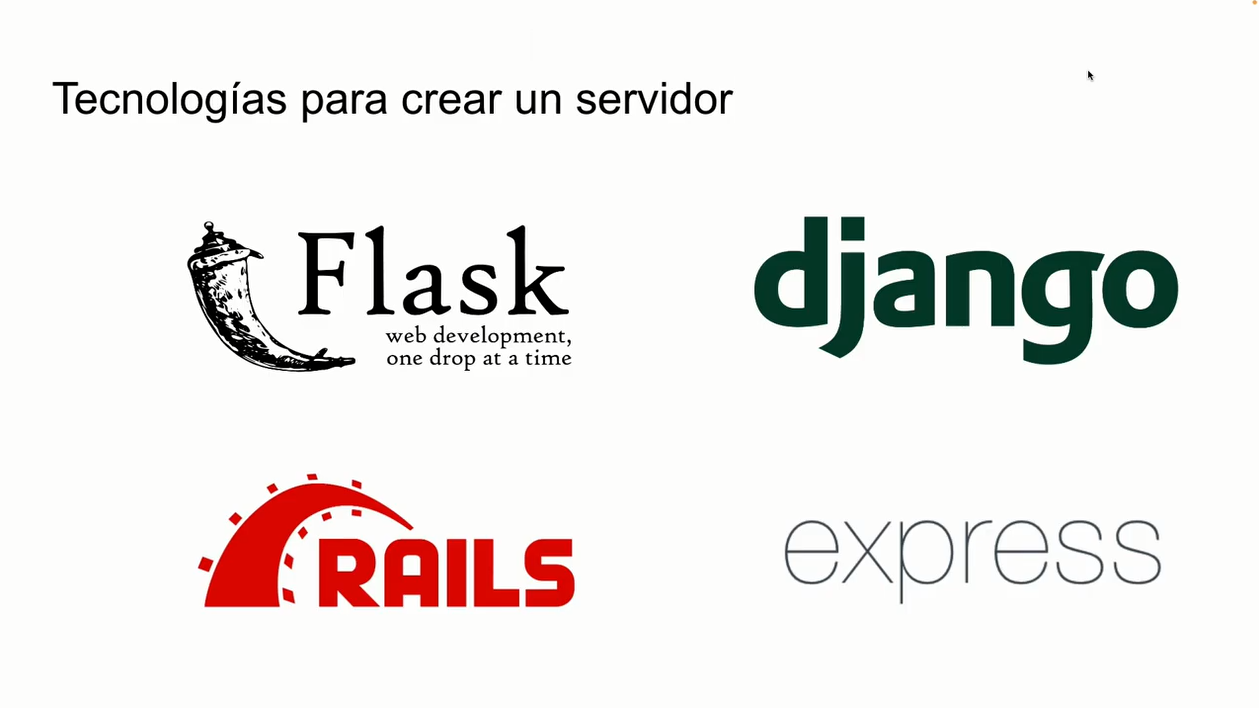 Tecnologías para crear un servidor
Flask
web development,
one drop at a time
django
RAILS
express